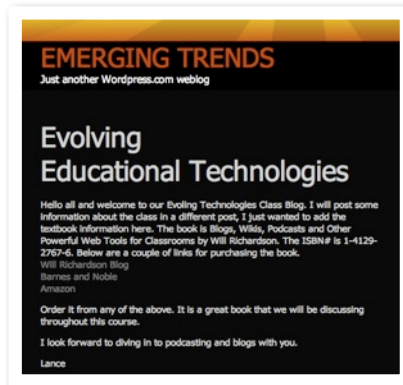 EMERGING TRENDS
Just another Wordpress.com weblog
Evolving
Educational Technologies
Hello all and welcome to our Evoling Technologies Class Blog. I will post some
information about the class in a different post, I just wanted to add the
textbook information here. The book is Blogs, Wikis, Podcasts and Other
Powerful Web Tools for Classrooms by Will Richardson. The ISBN# is 1-4129-
2767-6. Below are a couple of links for purchasing the book.
Will Richardson Blog
Barnes and Noble
Amazon
Order it from any of the above. It is a great book that we will be discussing
throughout this course.
I look forward to diving in to podcasting and blogs with you.
Lance